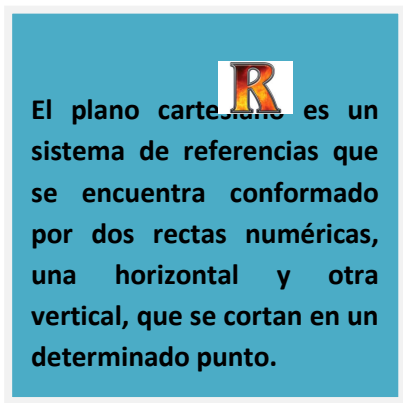 R
El plano cartesiano es un
sistema de referencias que
se encuentra conformado
por dos rectas numéricas,
una horizontal y otra
vertical, que se cortan en un
determinado punto.